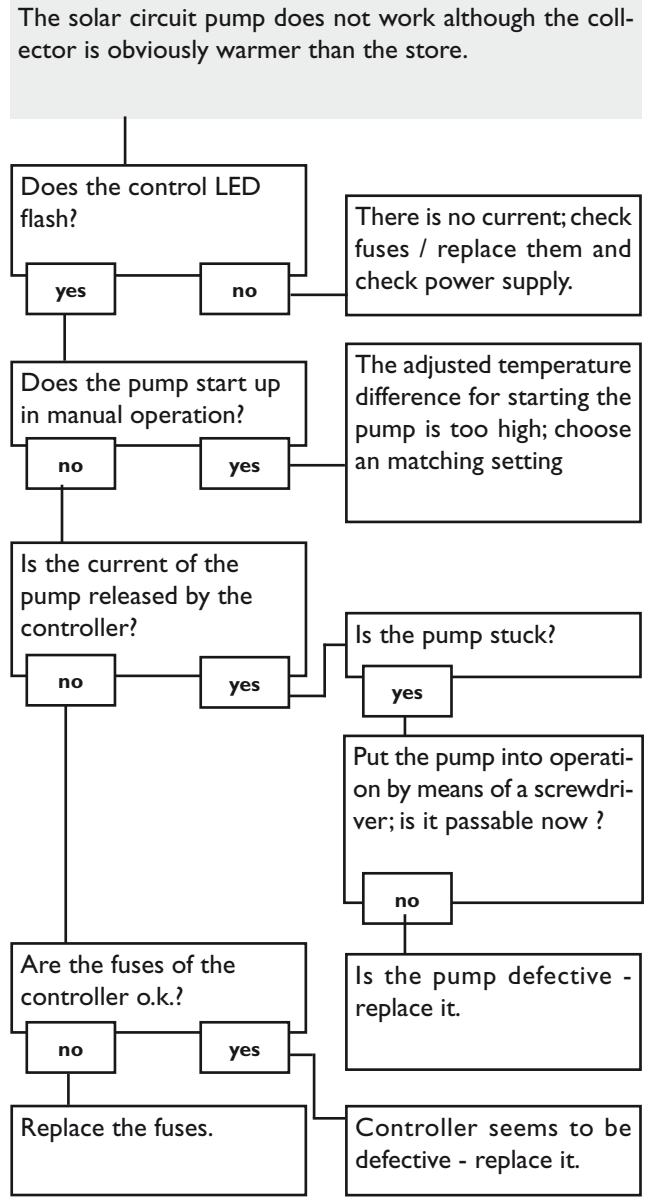 The solar circuit pump does not work although the coll-
ector is obviously warmer than the store.
Does the control LED
flash?
yes
no
There is no current; check
fuses / replace them and
check power supply.
Does the pump start up
in manual operation?
no
yes
The adjusted temperature
difference for starting the
pump is too high; choose
an matching setting
Is the current of the
pump released by the
controller?
no
yes
Is the pump stuck?
yes
Put the pump into operati-
on by means of a screwdri-
ver; is it passable now ?
no
Is the pump defective -
replace it.
Are the fuses of the
controller o.k.?
no
yes
Replace the fuses.
Controller seems to be
defective - replace it.